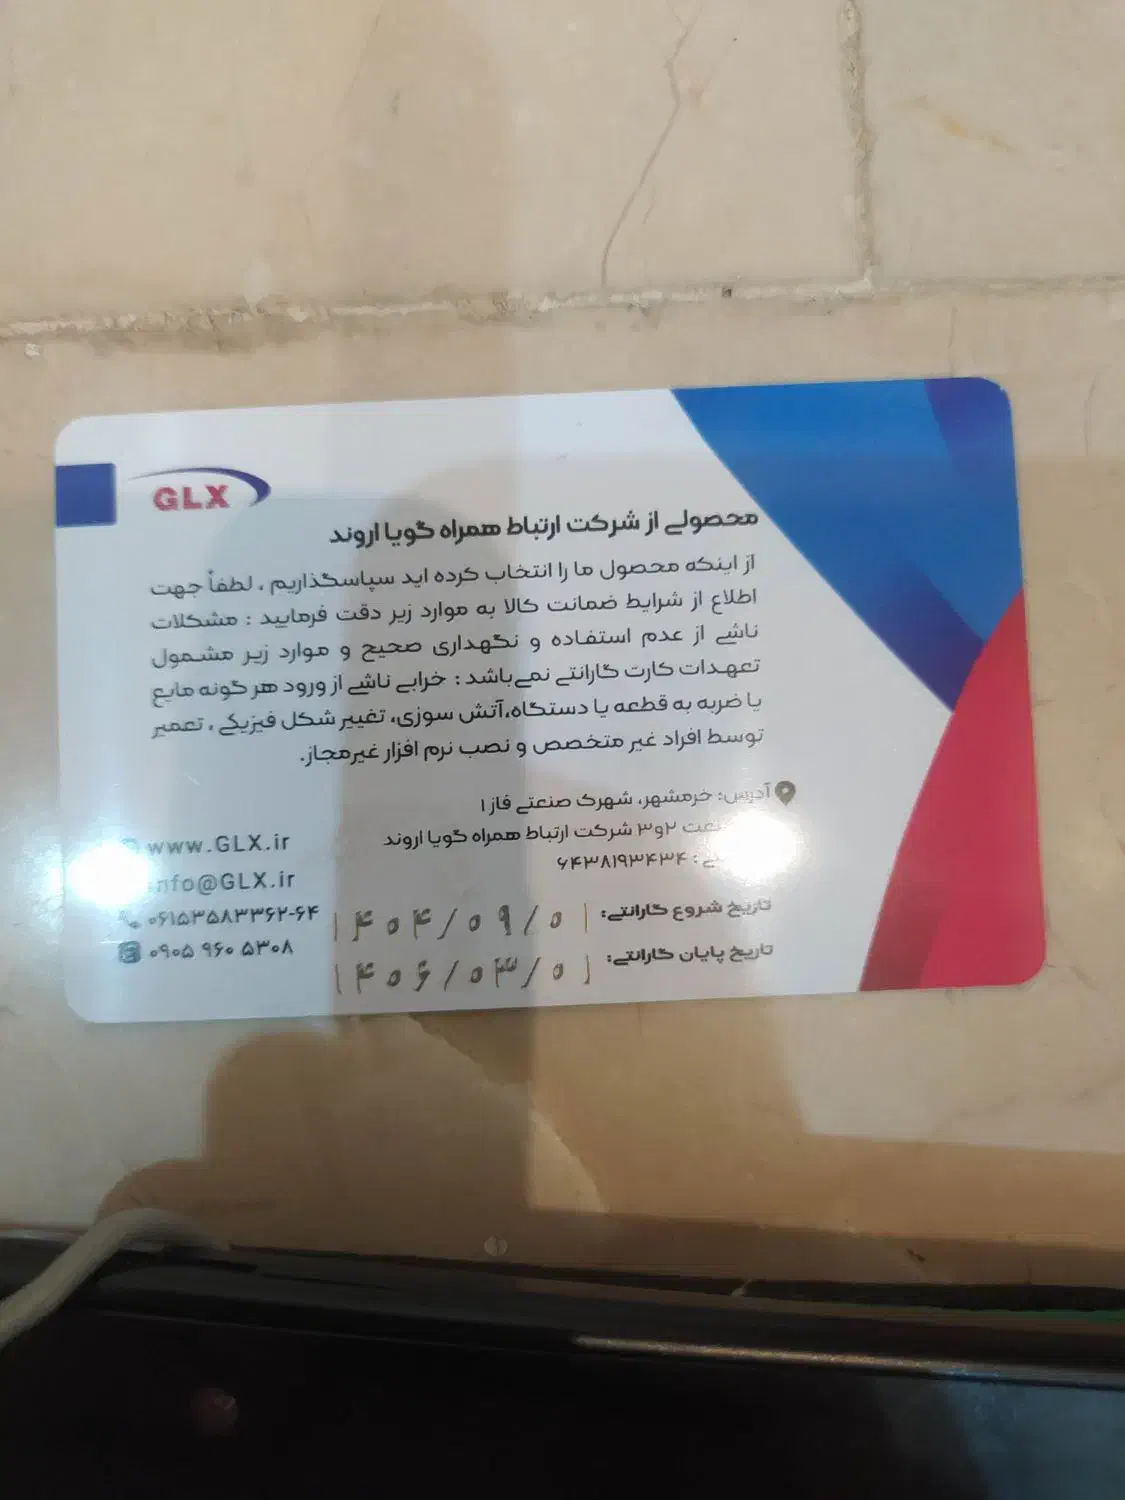 GLX
محصولی از شرکت ارتباط همراه گویا اروند
از اینکه محصول ما را انتخاب کرده اید سپاسگذاریم ، لطفاً جهت
اطلاع از شرایط ضمانت کالا به موارد زیر دقت فرمایید : مشکلات
ناشی از عدم استفاده و نگهداری صحیح و موارد زیر مشمول
تعهدات کارت گارانتی نمی‌باشد : خرابی ناشی از ورود هر گونه مایع
یا ضربه به قطعه یا دستگاه،آتش سوزی، تغییر شکل فیزیکی ، تعمیر
توسط افراد غیر متخصص و نصب نرم افزار غیرمجاز.
آدرس: خرمشهر، شهرک صنعتی فاز ۱
۲و۳ شرکت ارتباط همراه گویا اروند
۶۴۳۸۱۹۳۴۳۴
تاریخ شروع گارانتی: ۱۴۰۴/۰۹/۰۱
تاریخ پایان گارانتی: ۱۴۰۶/۰۳/۰۱
www.GLX.ir
info@GLX.ir
۰۶۱۵۳۵۸۳۳۶۲-۶۴
۰۹۰۵ ۹۶۰ ۵۳۰۸